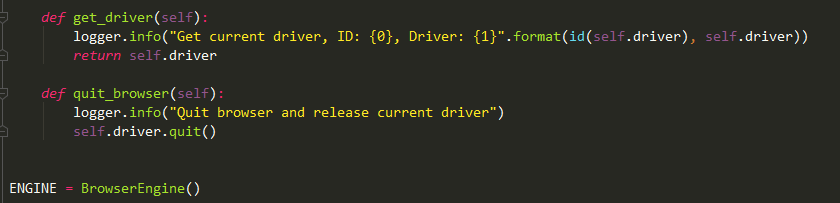 def get_driver(self):
logger.info("Get current driver, ID: {0}, Driver: {1}".format(id(self.driver), self.driver))
return self.driver
def quit_browser(self):
logger.info("Quit browser and release current driver")
self.driver.quit()
ENGINE = BrowserEngine()